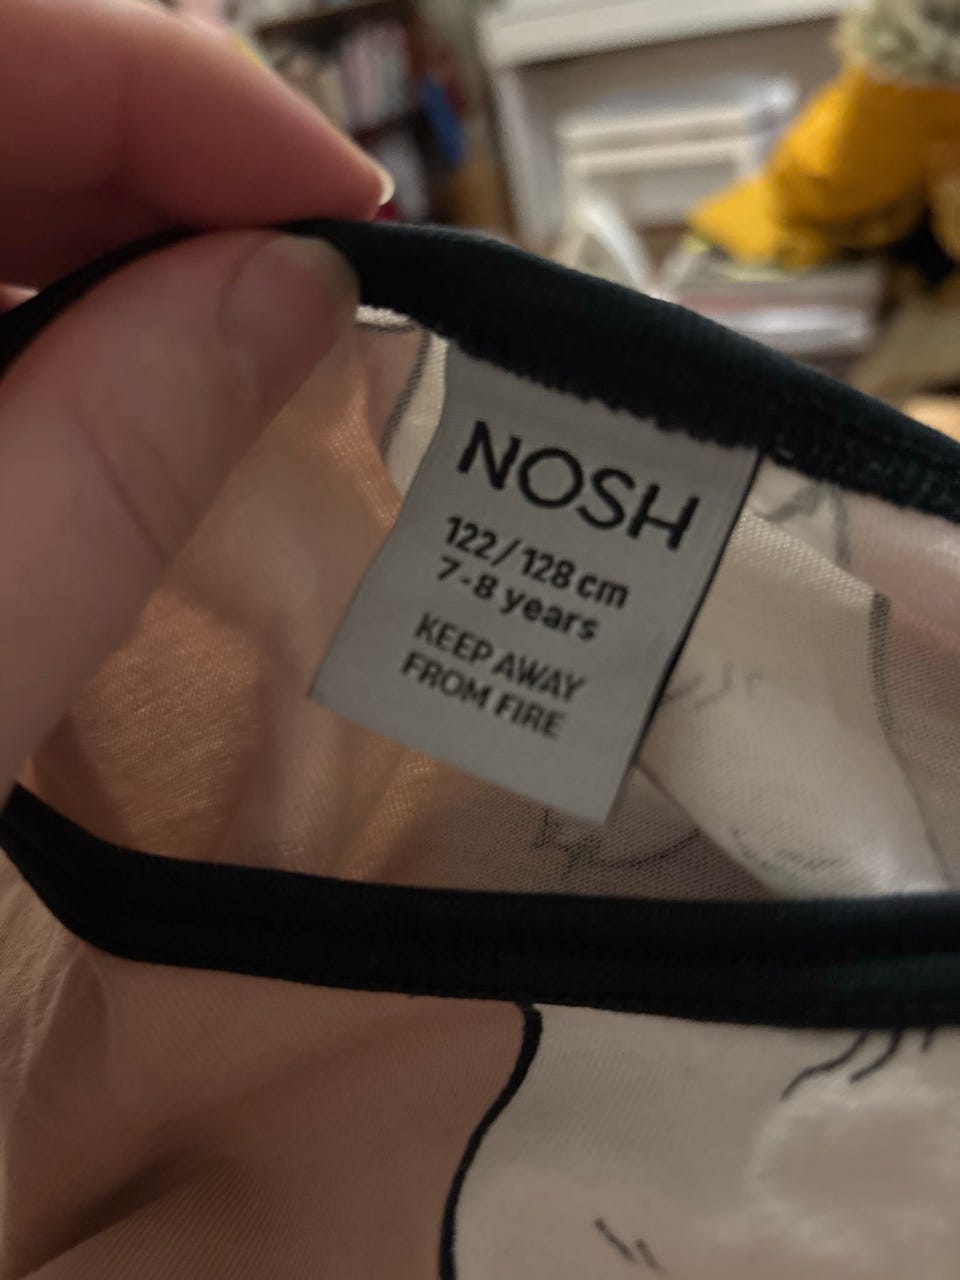 NOSH
122/128 cm
7-8 years
KEEP AWAY
FROM FIRE